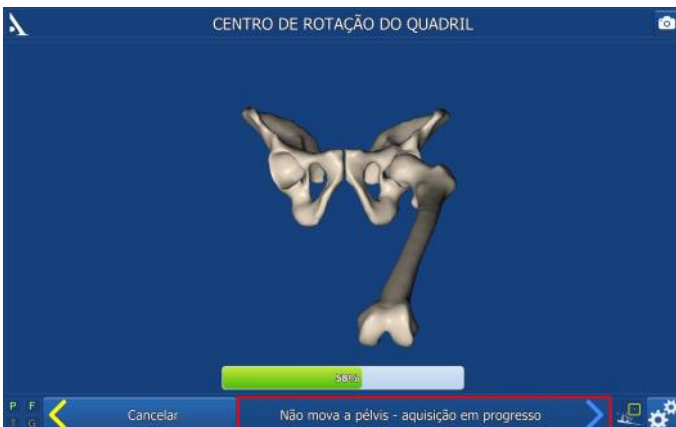 CENTRO DE ROTAÇÃO DO QUADRIL
58%
P F
T G
Cancelar
Não mova a pélvis - aquisição em progresso